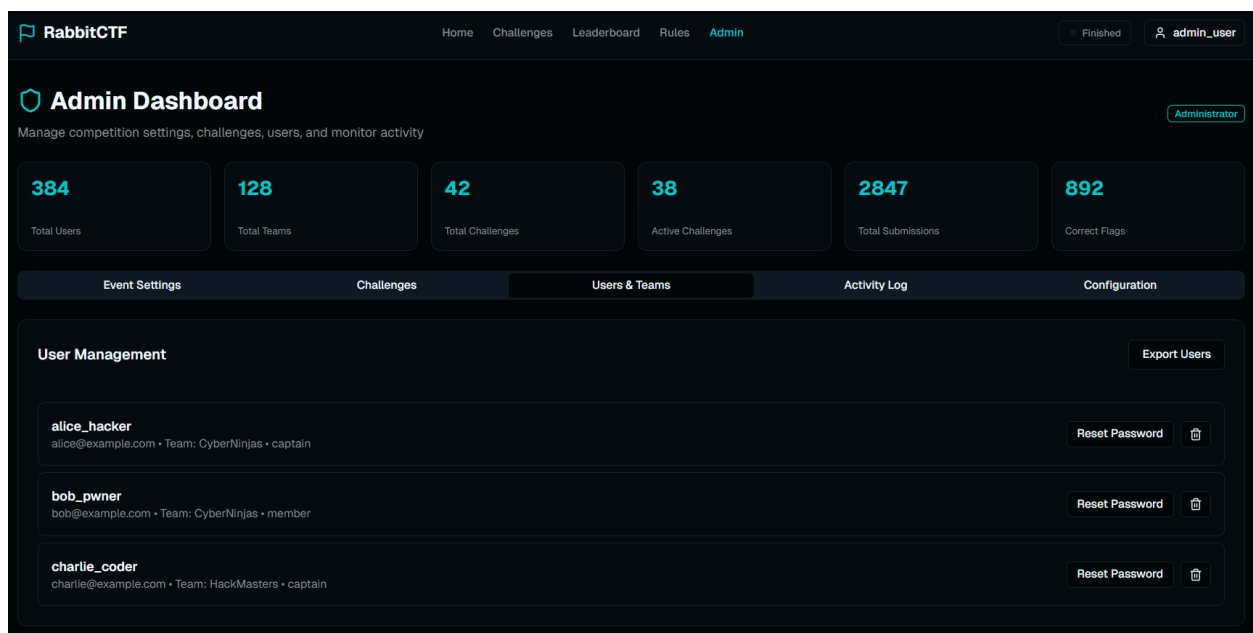 RabbitCTF Home Challenges Leaderboard Rules Admin Finished admin_user
Admin Dashboard
Administrator
Manage competition settings, challenges, users, and monitor activity
384 128 42 38 2847 892
Total Users Total Teams Total Challenges Active Challenges Total Submissions Correct Flags
Event Settings Challenges Users & Teams Activity Log Configuration
User Management Export Users
alice_hacker
alice@example.com • Team: CyberNinjas • captain
Reset Password
bob_pwner
bob@example.com • Team: CyberNinjas • member
Reset Password
charlie_coder
charlie@example.com • Team: HackMasters • captain
Reset Password